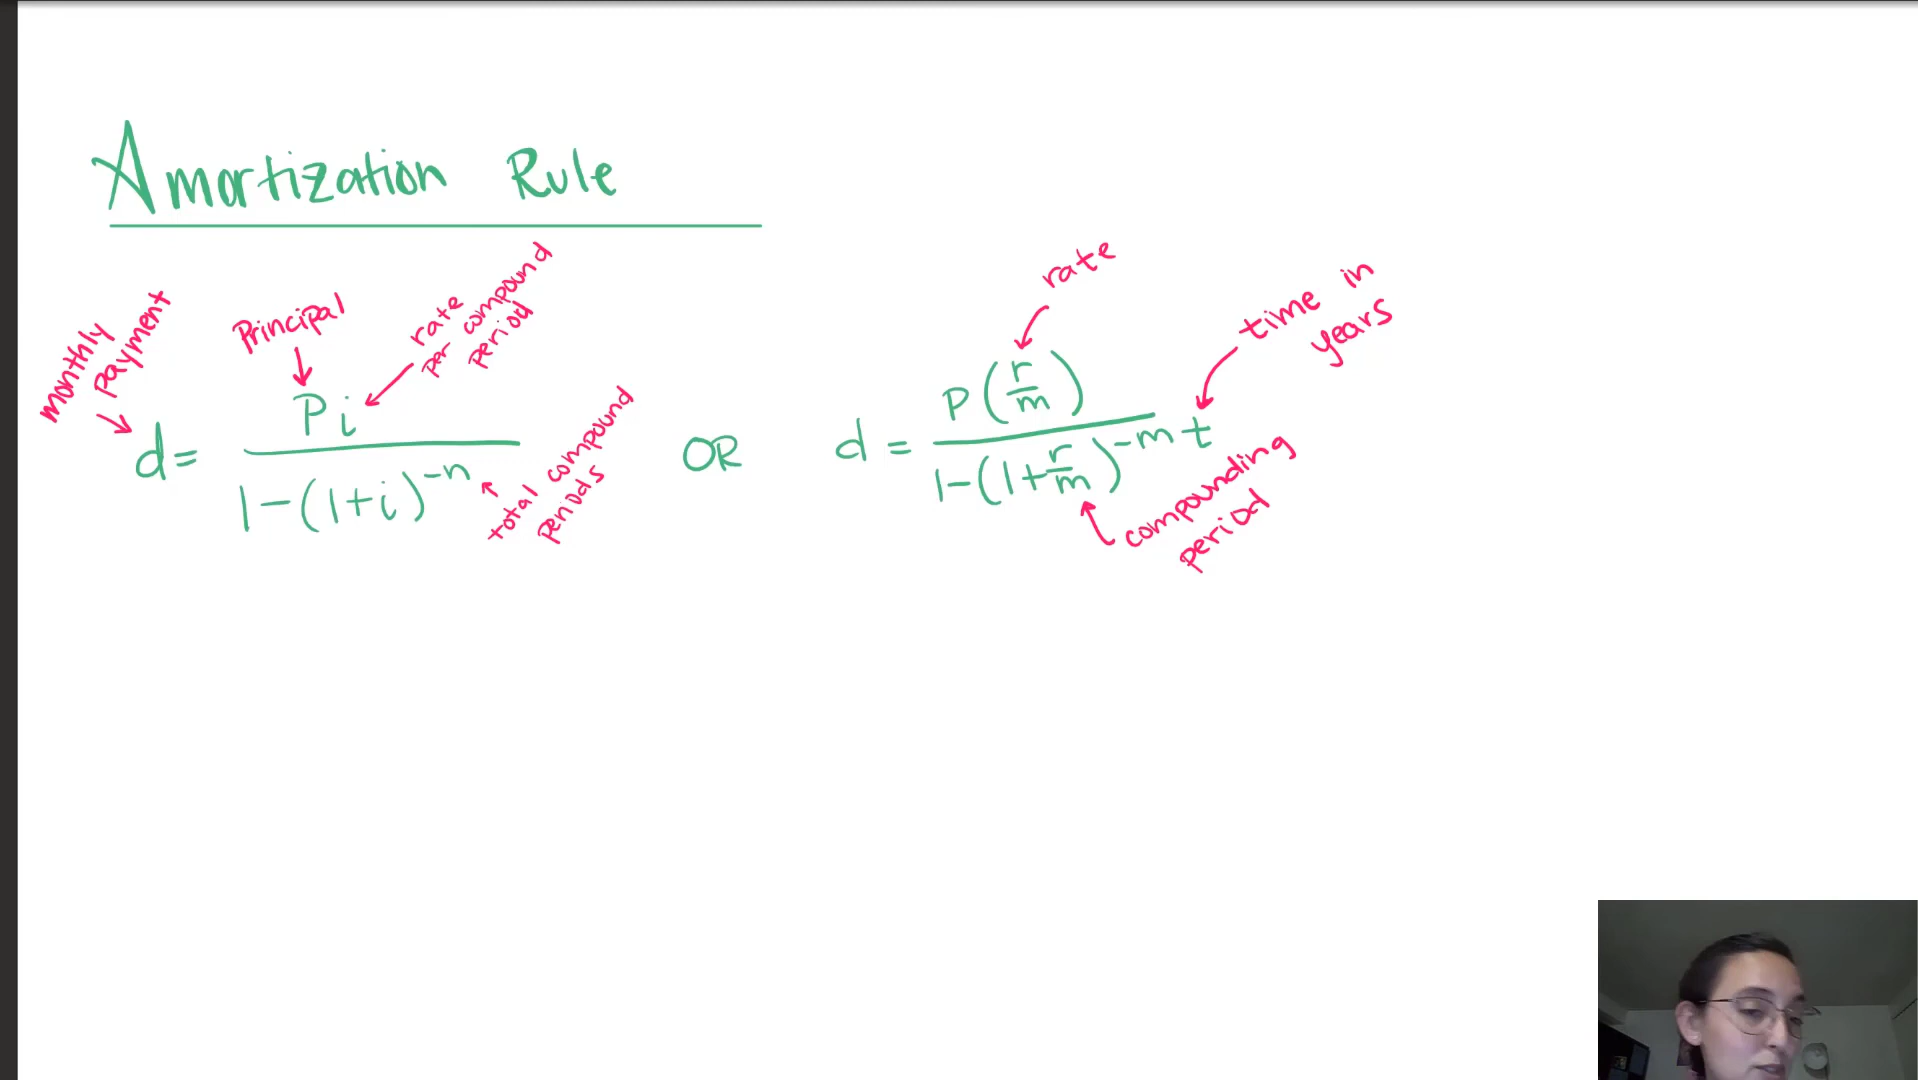 Amortization Rule
monthly
payment
Principal
rate
per compound
period
d = Pi / 1-(1+i)^-n
total compound
periods
OR
rate
time in
years
d = P(r/m) / 1-(1+r/m)^-mt
compounding
period